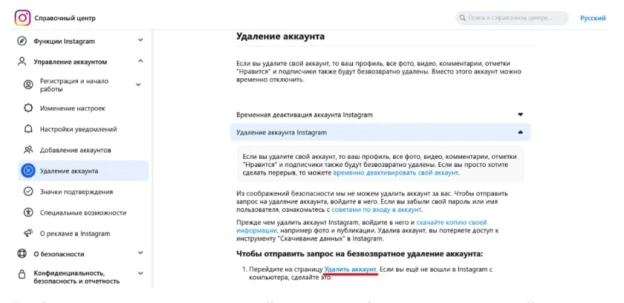 Справочный центр
Поиск в справочном центре...
Русский
Функции Instagram
Управление аккаунтом
Регистрация и начало
работы
Изменение настроек
Настройки уведомлений
Добавление аккаунтов
Удаление аккаунта
Значки подтверждения
Специальные возможности
О рекламе в Instagram
О безопасности
Конфиденциальность,
безопасность и отчетность
Удаление аккаунта
Если вы удалите свой аккаунт, то ваш профиль, все фото, видео, комментарии, отметки
"Нравится" и подписчики также будут безвозвратно удалены. Вместо этого аккаунт можно
временно отключить.
Временная деактивация аккаунта Instagram
Удаление аккаунта Instagram
Если вы удалите свой аккаунт, то ваш профиль, все фото, видео, комментарии, отметки
"Нравится" и подписчики также будут безвозвратно удалены. Если вы просто хотите
сделать перерыв, то можете временно деактивировать свой аккаунт.
Из соображений безопасности мы не можем удалить аккаунт за вас. Чтобы отправить
запрос на удаление аккаунта, войдите в него. Если вы забыли свой пароль или имя
пользователя, ознакомьтесь с советами по входу в аккаунт.
Прежде чем удалить аккаунт Instagram, войдите в него и скачайте копию своей
информации, например фото и публикации. Удалив аккаунт, вы потеряете доступ к
инструменту "Скачивание данных" в Instagram.
Чтобы отправить запрос на безвозвратное удаление аккаунта:
1. Перейдите на страницу Удалить аккаунт. Если вы ещё не вошли в Instagram с
компьютера, сделайте это.